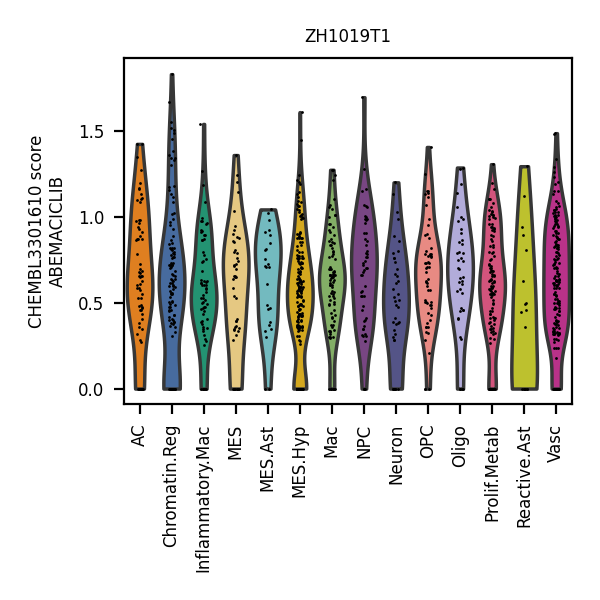 ZH1019T1
CHEMBL3301610 score
ABEMACICLIB
1.5
1.0
0.5
0.0
AC
Chromatin.Reg
Inflammatory.Mac
MES
MES.Ast
MES.Hyp
Mac
NPC
Neuron
OPC
Oligo
Prolif.Metab
Reactive.Ast
Vasc